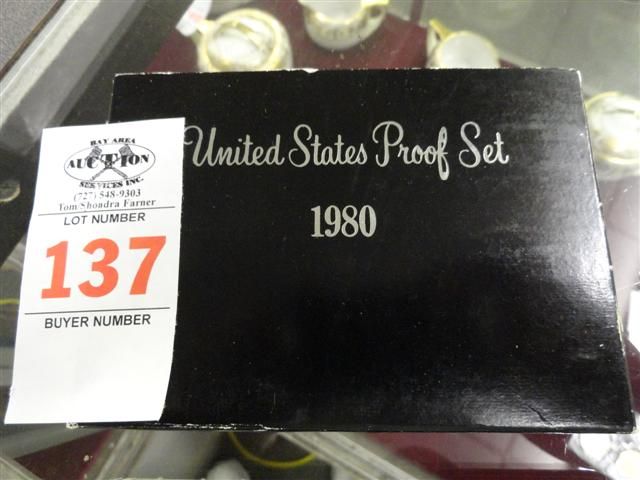 United States Proof Set
1980
BAY AREA
AUCTION
SERVICES INC.
(727) 548-9303
Tom/Shondra Farner
LOT NUMBER
137
BUYER NUMBER